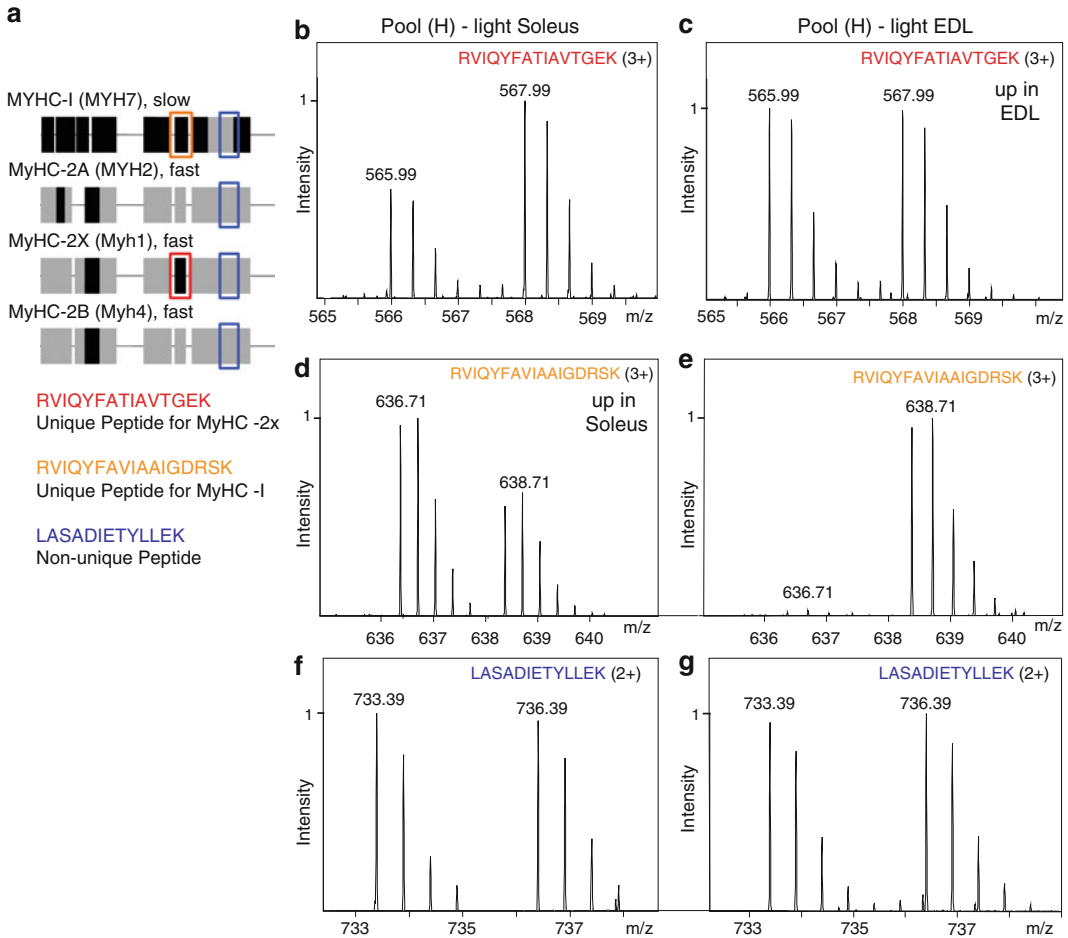 a
MYHC-I (MYH7), slow
MyHC-2A (MYH2), fast
MyHC-2X (Myh1), fast
MyHC-2B (Myh4), fast
RVIQYFATIAVTGEK
Unique Peptide for MyHC -2x
RVIQYFAVIAAIGDRSK
Unique Peptide for MyHC -I
LASADIETYLLEK
Non-unique Peptide
b
Pool (H) - light Soleus
RVIQYFATIAVTGEK (3+)
567.99
1
565.99
Intensity
565 566 567 568 569 m/z
c
Pool (H) - light EDL
RVIQYFATIAVTGEK (3+)
565.99 567.99
up in
EDL
1
Intensity
565 566 567 568 569 m/z
d
RVIQYFAVIAAIGDRSK (3+)
636.71
up in
Soleus
1
638.71
Intensity
636 637 638 639 640 m/z
e
RVIQYFAVIAAIGDRSK (3+)
638.71
1
636.71
Intensity
636 637 638 639 640 m/z
f
LASADIETYLLEK (2+)
733.39 736.39
1
Intensity
733 735 737 m/z
g
LASADIETYLLEK (2+)
733.39 736.39
1
Intensity
733 735 737 m/z